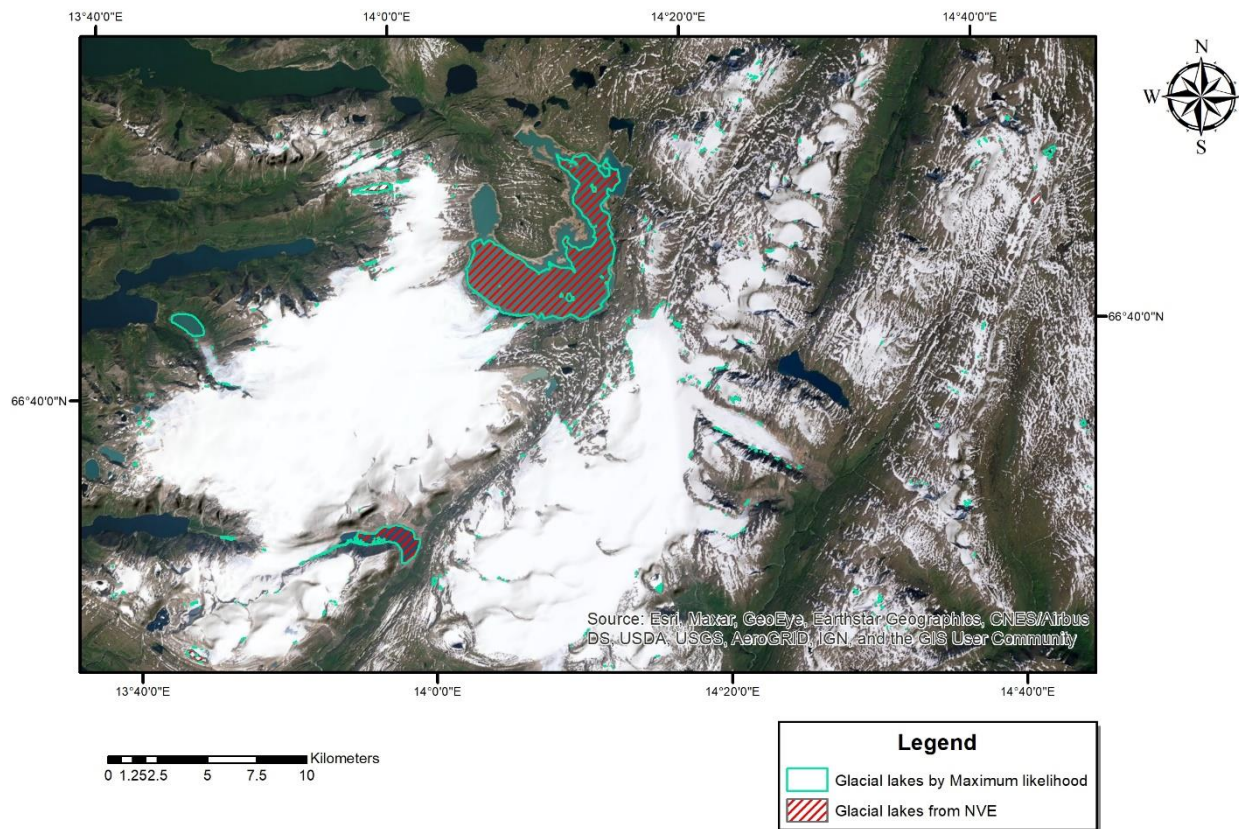 13°40'0"E 14°0'0"E 14°20'0"E 14°40'0"E
N
W E
S
66°40'0"N
66°40'0"N
Source: Esri, Maxar, GeoEye, Earthstar Geographics, CNES/Airbus
DS, USDA, USGS, AeroGRID, IGN, and the GIS User Community
13°40'0"E 14°0'0"E 14°20'0"E 14°40'0"E
Kilometers
0 1.252.5 5 7.5 10
Legend
Glacial lakes by Maximum likelihood
Glacial lakes from NVE